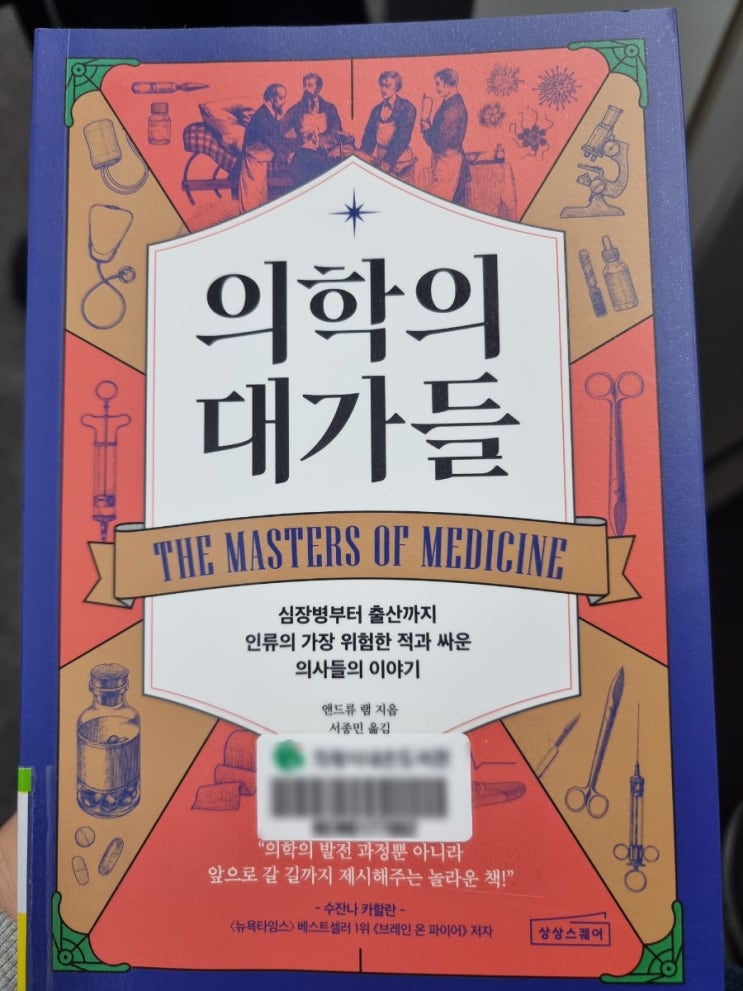 의학의
대가들
THE MASTERS OF MEDICINE
심장병부터 출산까지
인류의 가장 위험한 적과 싸운
의사들의 이야기
앤드류 램 지음
서종민 옮김
“의학의 발전 과정뿐 아니라
앞으로 갈 길까지 제시해주는 놀라운 책!”
- 수잔나 카할란 -
〈뉴욕타임스〉 베스트셀러 1위 《브레인 온 파이어》 저자
상상스퀘어